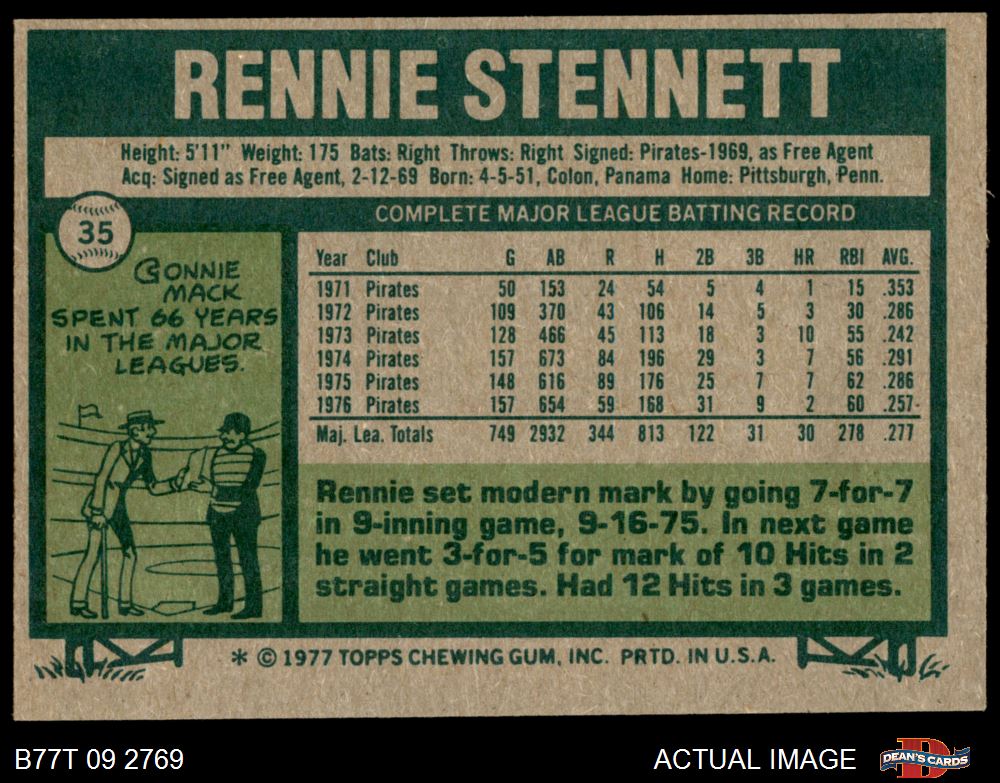 RENNIE STENNETT
Height: 5'11" Weight: 175 Bats: Right Throws: Right Signed: Pirates-1969, as Free Agent
Acq: Signed as Free Agent, 2-12-69 Born: 4-5-51, Colon, Panama Home: Pittsburgh, Penn.
35
CONNIE
MACK
SPENT 66 YEARS
IN THE MAJOR
LEAGUES.
COMPLETE MAJOR LEAGUE BATTING RECORD
Year Club G AB R H 2B 3B HR RBI AVG.
1971 Pirates 50 153 24 54 5 4 1 15 .353
1972 Pirates 109 370 43 106 14 5 3 30 .286
1973 Pirates 128 466 45 113 18 3 10 55 .242
1974 Pirates 157 673 84 196 29 3 7 56 .291
1975 Pirates 148 616 89 176 25 7 7 62 .286
1976 Pirates 157 654 59 168 31 9 2 60 .257
Maj. Lea. Totals 749 2932 344 813 122 31 30 278 .277
Rennie set modern mark by going 7-for-7
in 9-inning game, 9-16-75. In next game
he went 3-for-5 for mark of 10 Hits in 2
straight games. Had 12 Hits in 3 games.
* © 1977 TOPPS CHEWING GUM, INC. PRTD. IN U.S.A.
B77T 09 2769
ACTUAL IMAGE
D
DEAN'S CARDS